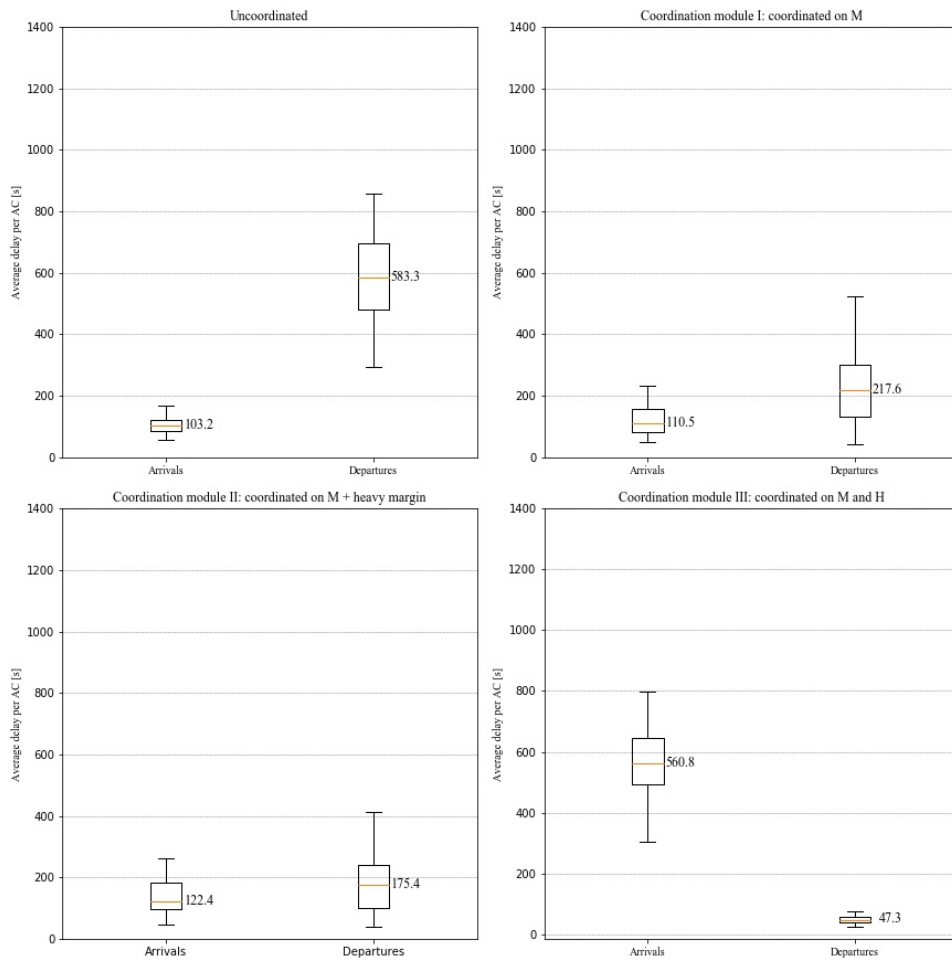 Uncoordinated
1400
1200
1000
800
600
400
200
0
Average delay per AC [s]
583.3
103.2
Arrivals
Departures
Coordination module I: coordinated on M
1400
1200
1000
800
600
400
200
0
Average delay per AC [s]
217.6
110.5
Arrivals
Departures
Coordination module II: coordinated on M + heavy margin
1400
1200
1000
800
600
400
200
0
Average delay per AC [s]
122.4
175.4
Arrivals
Departures
Coordination module III: coordinated on M and H
1400
1200
1000
800
600
400
200
0
Average delay per AC [s]
560.8
47.3
Arrivals
Departures